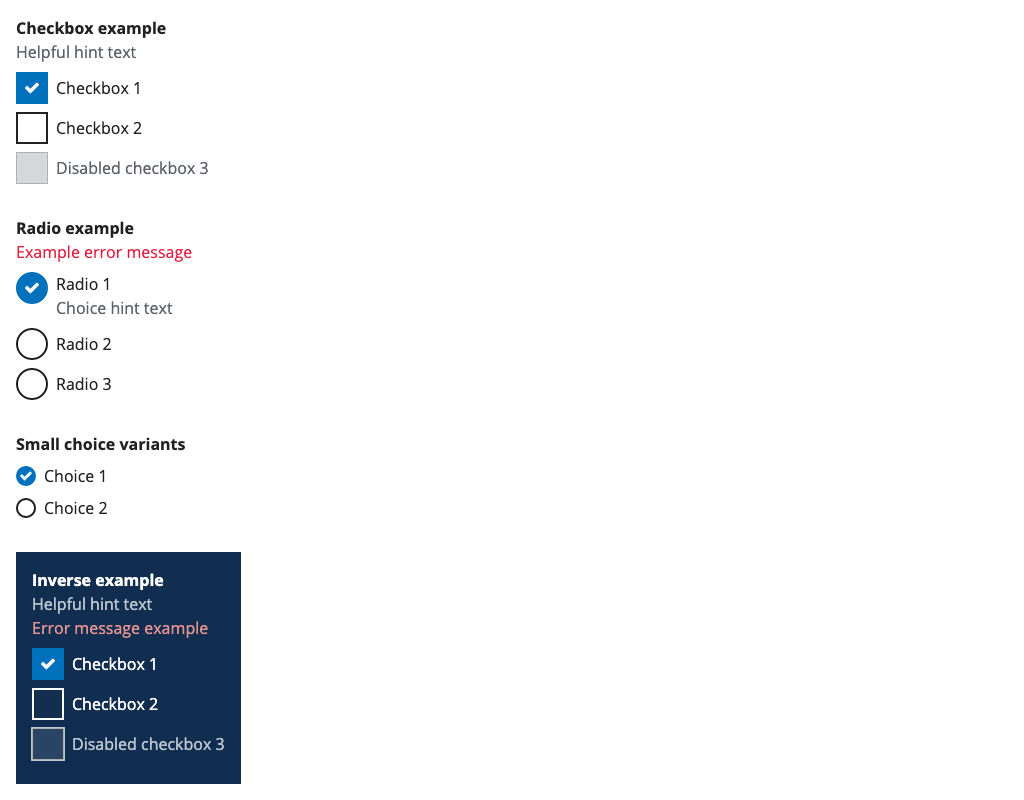 Checkbox example
Helpful hint text
Checkbox 1
Checkbox 2
Disabled checkbox 3
Radio example
Example error message
Radio 1
Choice hint text
Radio 2
Radio 3
Small choice variants
Choice 1
Choice 2
Inverse example
Helpful hint text
Error message example
Checkbox 1
Checkbox 2
Disabled checkbox 3